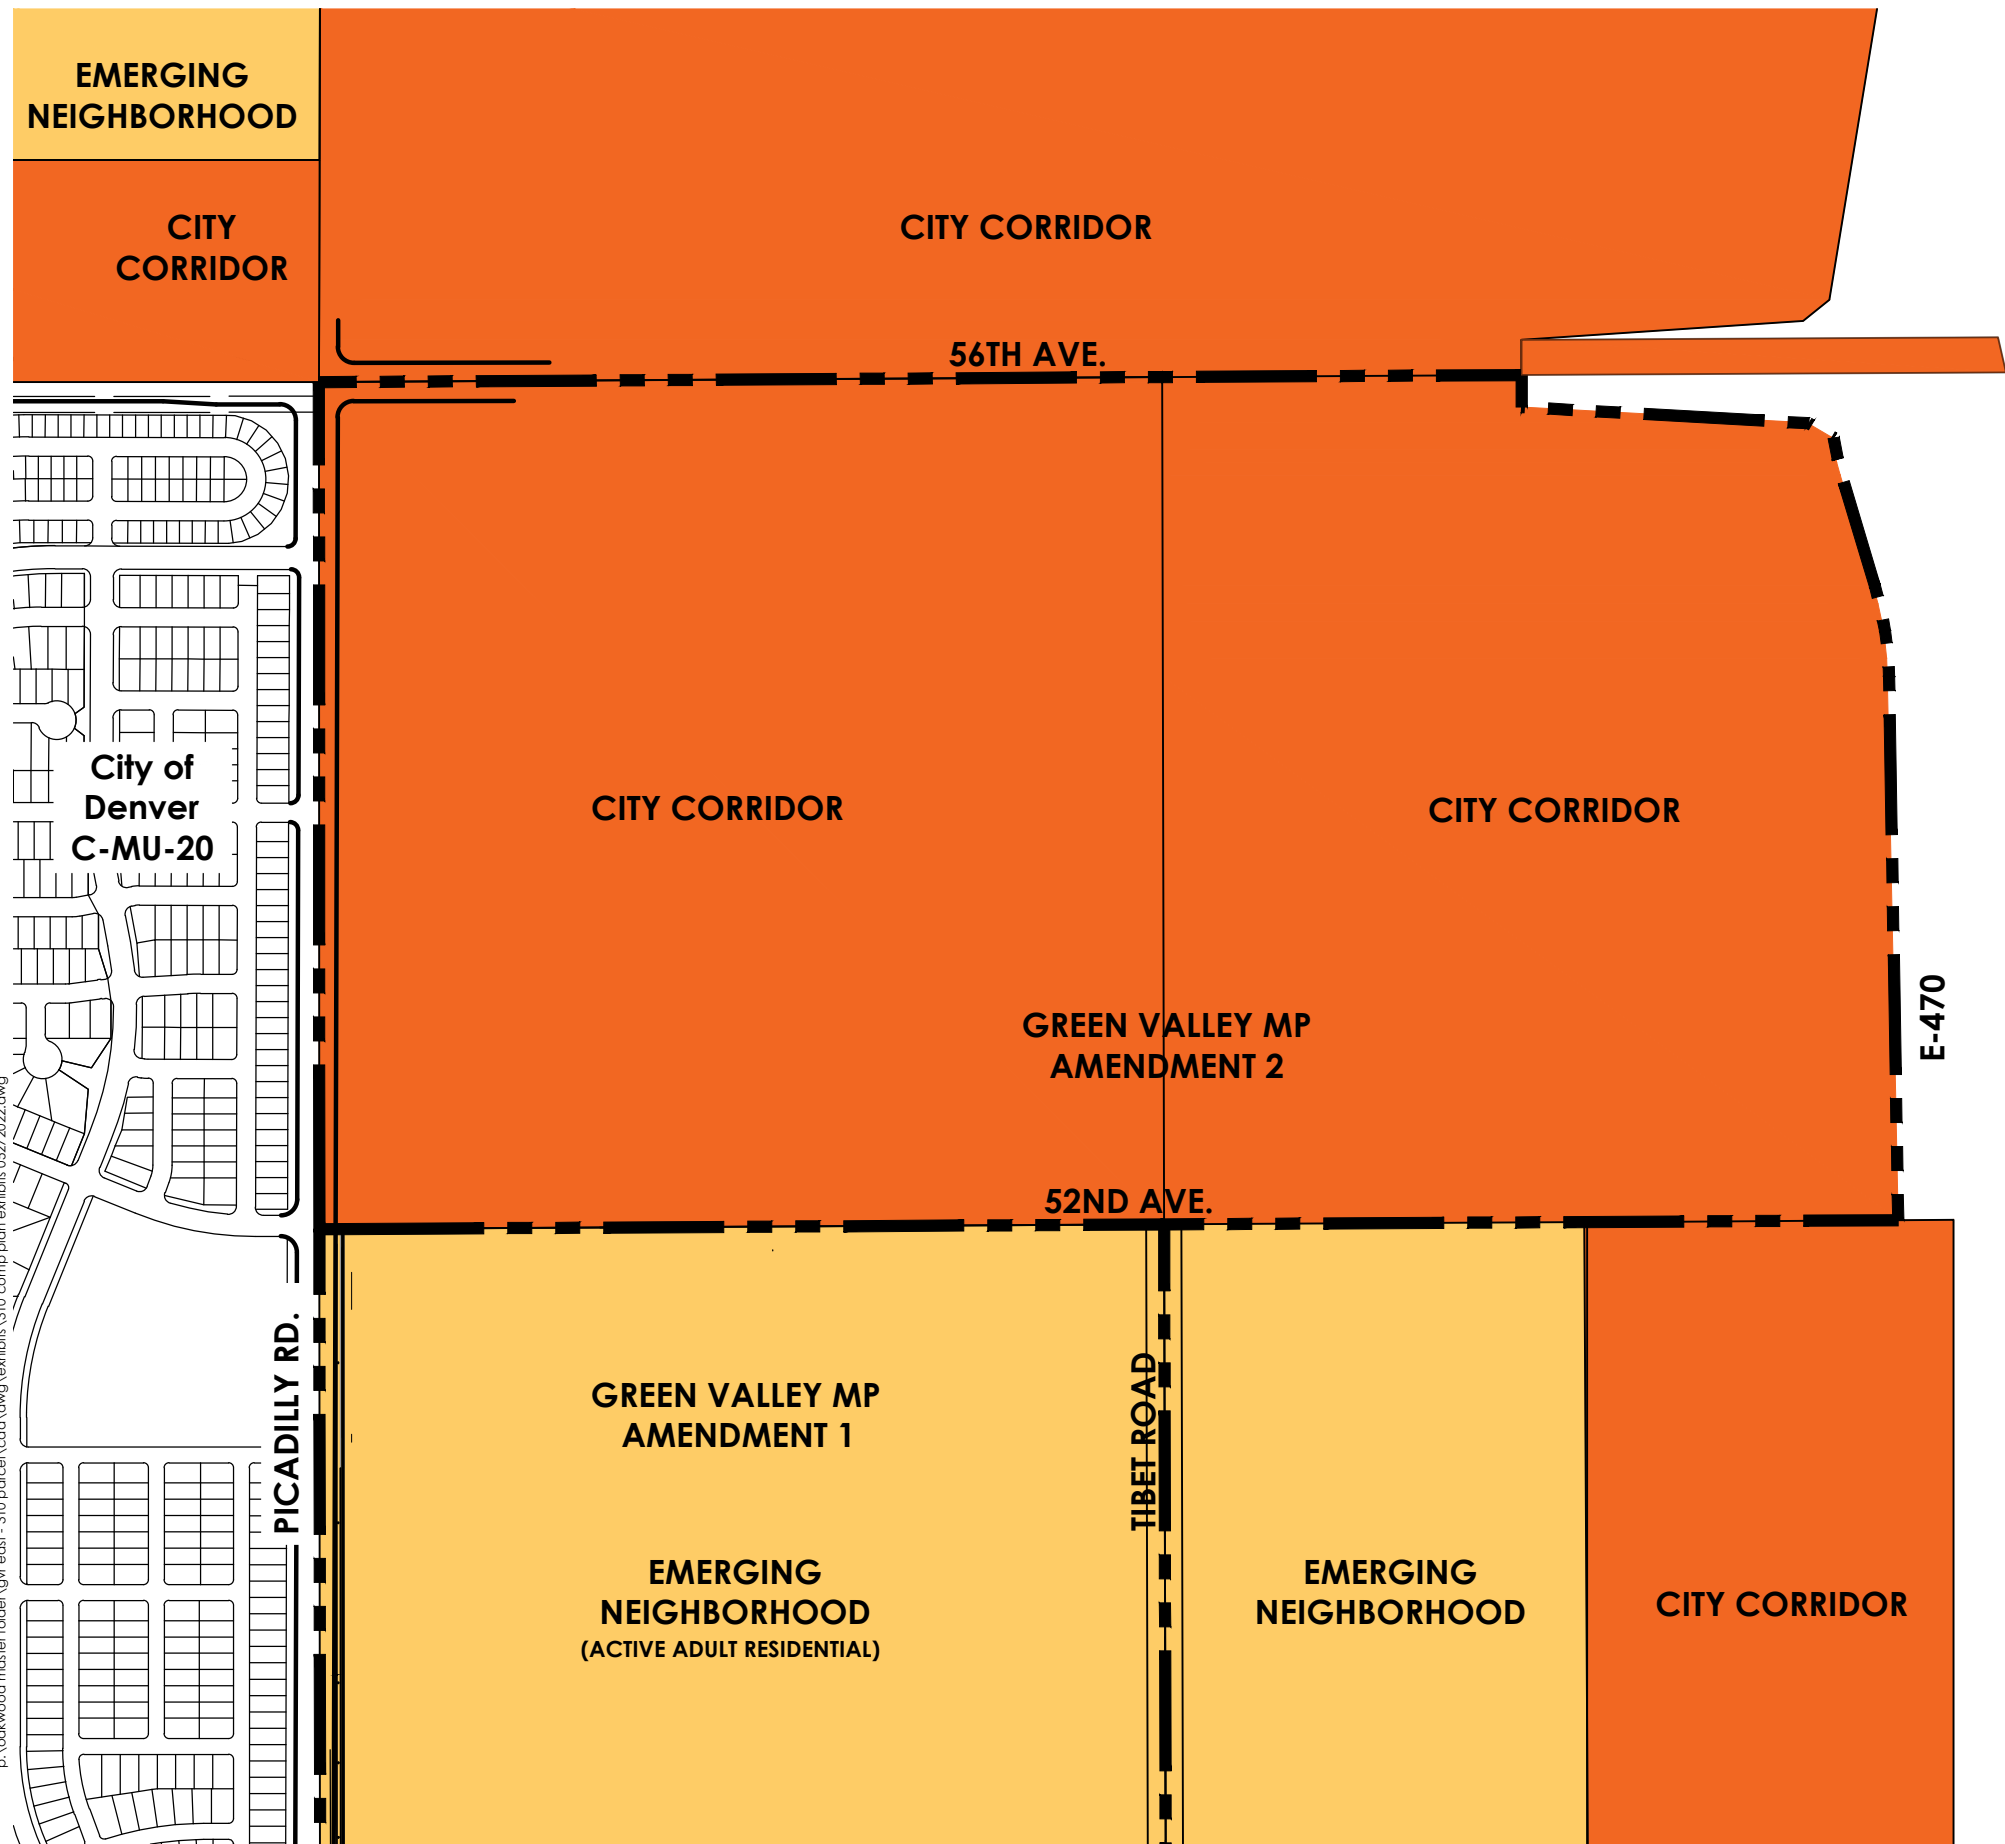 EMERGING
NEIGHBORHOOD
CITY
CORRIDOR
CITY CORRIDOR
56TH AVE.
City of
Denver
C-MU-20
CITY CORRIDOR
CITY CORRIDOR
GREEN VALLEY MP
AMENDMENT 2
E-470
52ND AVE.
PICADILLY RD.
GREEN VALLEY MP
AMENDMENT 1
TIBET ROAD
EMERGING
NEIGHBORHOOD
(ACTIVE ADULT RESIDENTIAL)
EMERGING
NEIGHBORHOOD
CITY CORRIDOR